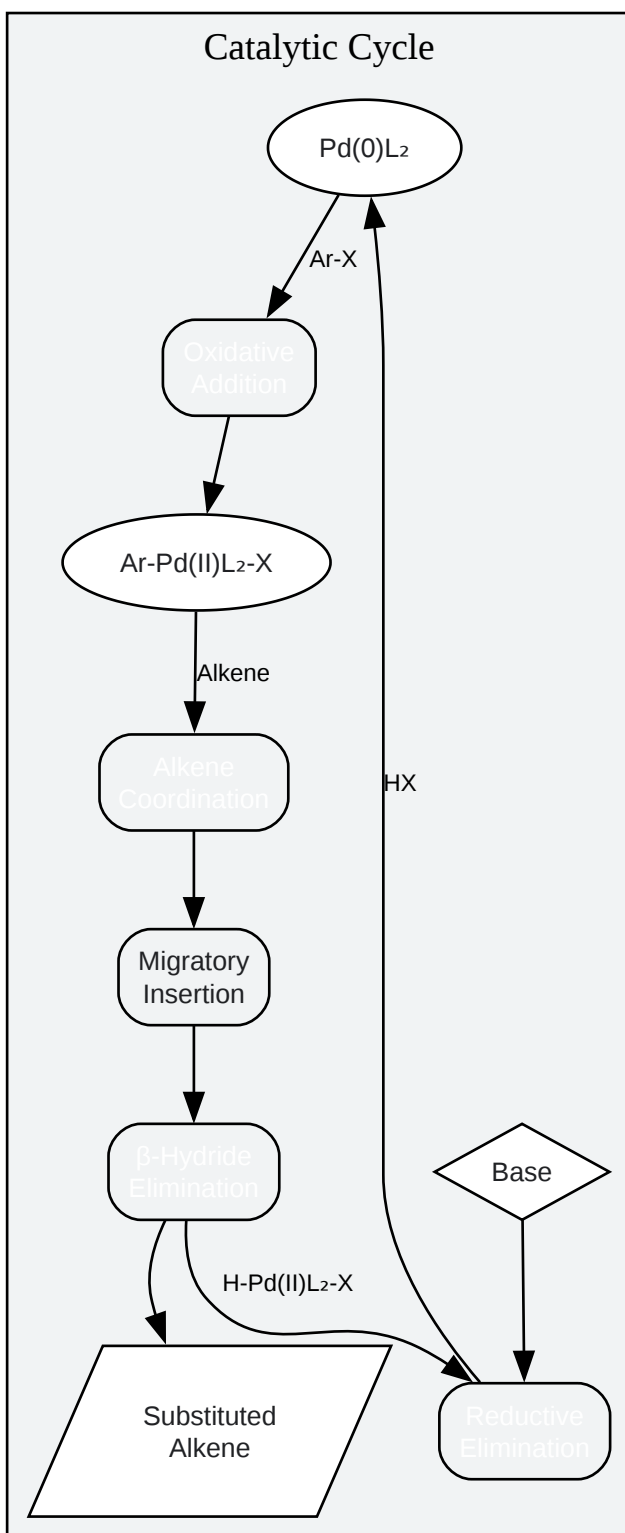 Catalytic Cycle
Pd(0)L₂
Ar-X
Oxidative
Addition
Ar-Pd(II)L₂-X
Alkene
Alkene
Coordination
HX
Migratory
Insertion
β-Hydride
Elimination
Base
H-Pd(II)L₂-X
Substituted
Alkene
Reductive
Elimination